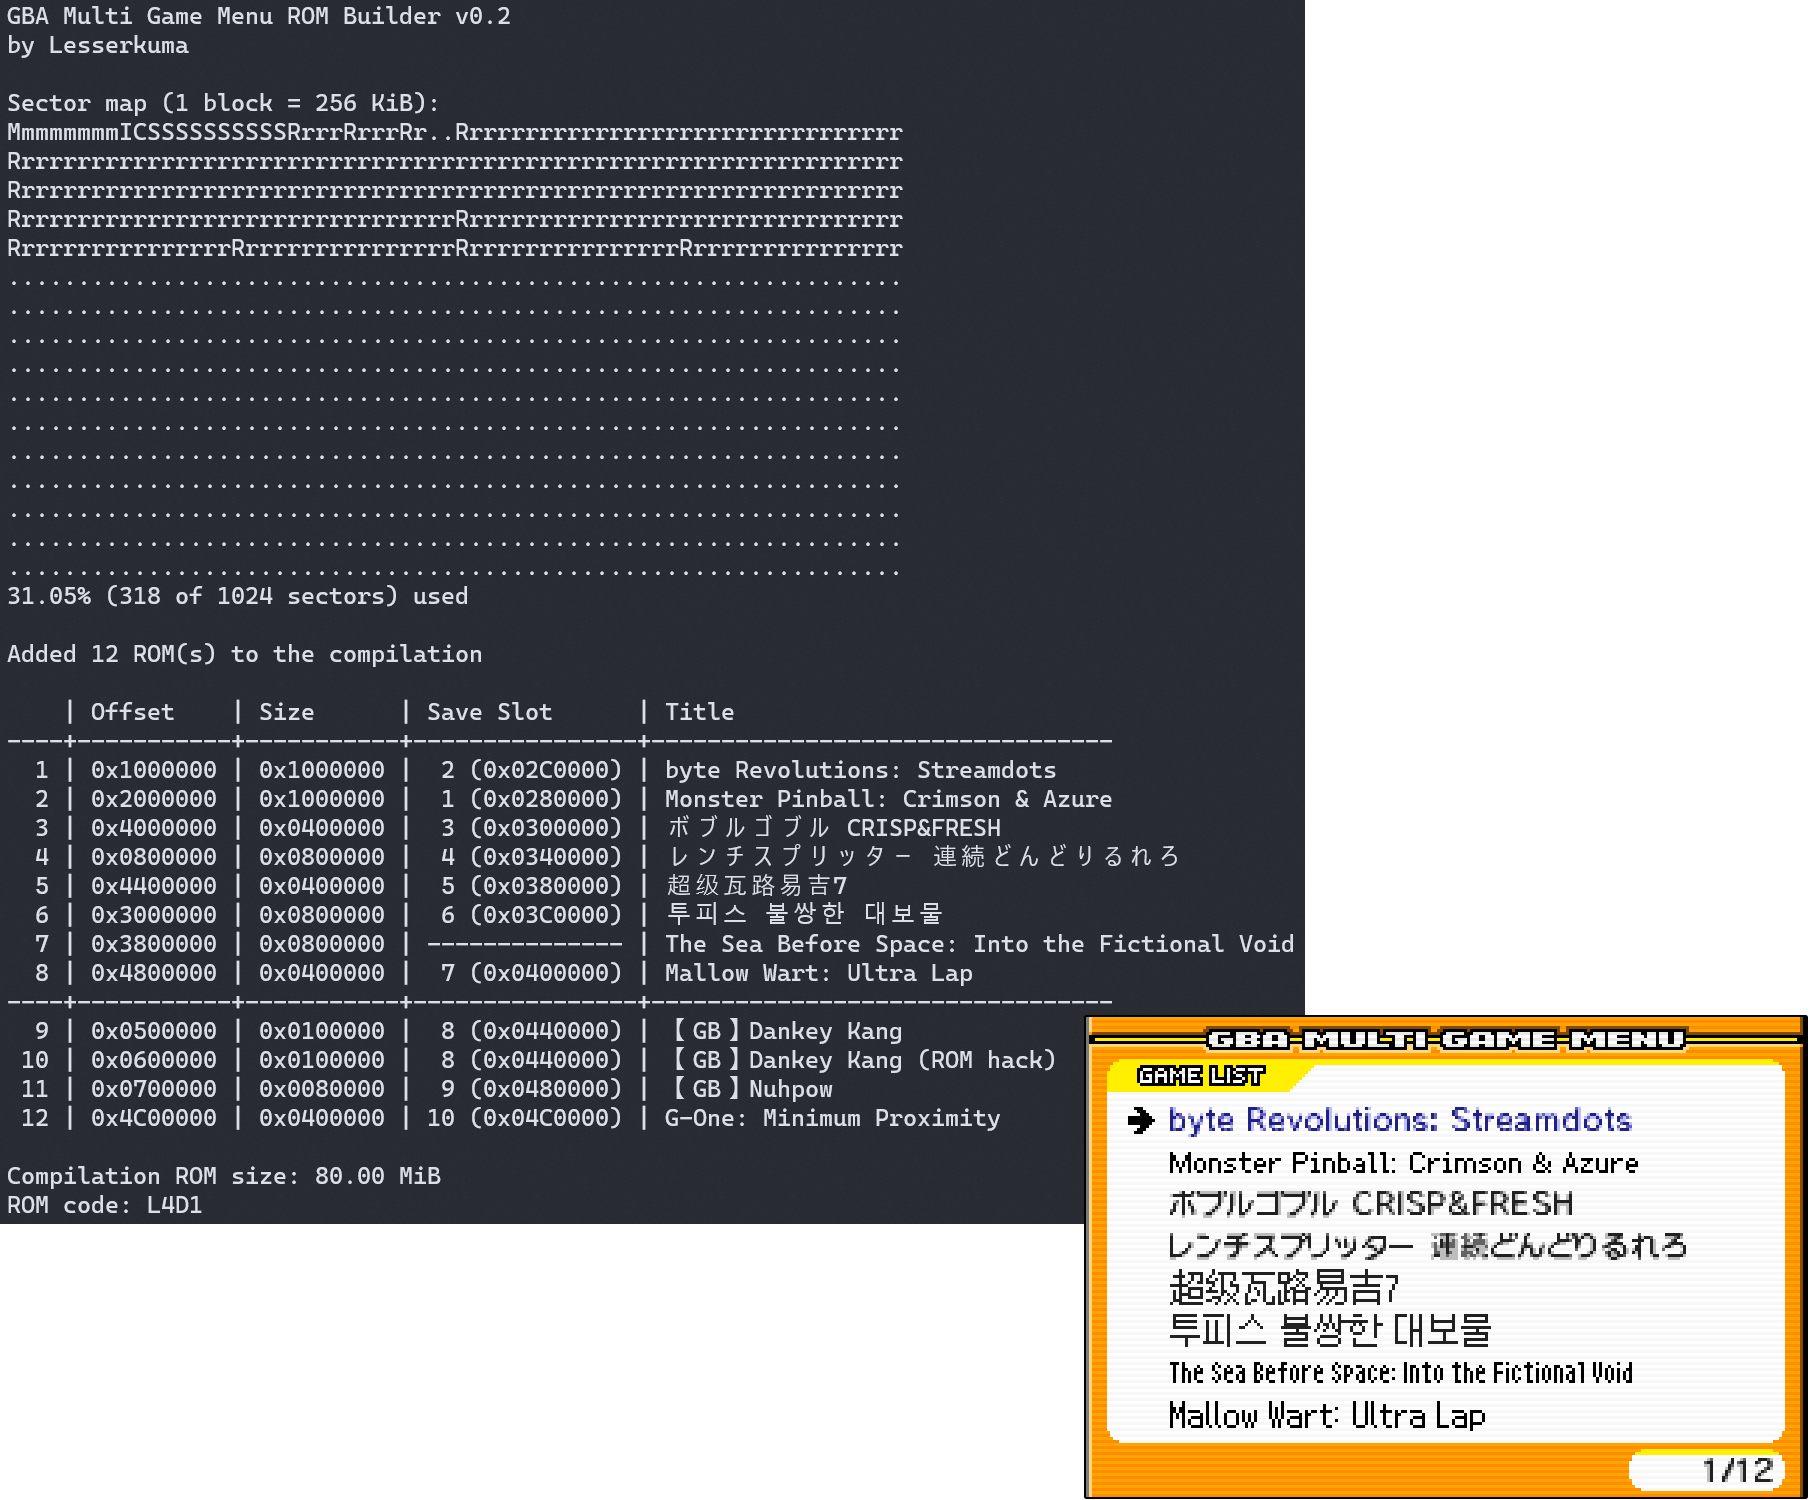 GBA Multi Game Menu ROM Builder v0.2
by Lesserkuma
Sector map (1 block = 256 KiB):
MmmmmmmmICSSSSSSSSSSRrrrRrrrRr..Rrrrrrrrrrrrrrrrrrrrrrrrrrrrrrrr
Rrrrrrrrrrrrrrrrrrrrrrrrrrrrrrrrrrrrrrrrrrrrrrrrrrrrrrrrrrrrrrrr
Rrrrrrrrrrrrrrrrrrrrrrrrrrrrrrrrrrrrrrrrrrrrrrrrrrrrrrrrrrrrrrrr
RrrrrrrrrrrrrrrrrrrrrrrrrrrrrrrrRrrrrrrrrrrrrrrrrrrrrrrrrrrrrrrr
RrrrrrrrrrrrrrrrRrrrrrrrrrrrrrrrRrrrrrrrrrrrrrrrRrrrrrrrrrrrrrrr
................................................................
................................................................
................................................................
................................................................
................................................................
................................................................
................................................................
................................................................
................................................................
................................................................
................................................................
31.05% (318 of 1024 sectors) used
Added 12 ROM(s) to the compilation
| Offset | Size | Save Slot | Title
----+-----------+-----------+----------------+---------------------------------
1 | 0x1000000 | 0x1000000 | 2 (0x02C0000) | byte Revolutions: Streamdots
2 | 0x2000000 | 0x1000000 | 1 (0x0280000) | Monster Pinball: Crimson & Azure
3 | 0x4000000 | 0x0400000 | 3 (0x0300000) | ボブルゴブル CRISP&FRESH
4 | 0x0800000 | 0x0800000 | 4 (0x0340000) | レンチスプリッター 連続どんどりるれろ
5 | 0x4400000 | 0x0400000 | 5 (0x0380000) | 超级瓦路易吉7
6 | 0x3000000 | 0x0800000 | 6 (0x03C0000) | 투피스 불쌍한 대보물
7 | 0x3800000 | 0x0800000 | -------------- | The Sea Before Space: Into the Fictional Void
8 | 0x4800000 | 0x0400000 | 7 (0x0400000) | Mallow Wart: Ultra Lap
----+-----------+-----------+----------------+---------------------------------
9 | 0x0500000 | 0x0100000 | 8 (0x0440000) | 【GB】Dankey Kang
10 | 0x0600000 | 0x0100000 | 8 (0x0440000) | 【GB】Dankey Kang (ROM hack)
11 | 0x0700000 | 0x0080000 | 9 (0x0480000) | 【GB】Nuhpow
12 | 0x4C00000 | 0x0400000 | 10 (0x04C0000) | G-One: Minimum Proximity
Compilation ROM size: 80.00 MiB
ROM code: L4D1
GBA MULTI GAME MENU
GAME LIST
byte Revolutions: Streamdots
Monster Pinball: Crimson & Azure
ボブルゴブル CRISP&FRESH
レンチスプリッター 連続どんどりるれろ
超级瓦路易吉7
투피스 불쌍한 대보물
The Sea Before Space: Into the Fictional Void
Mallow Wart: Ultra Lap
1/12